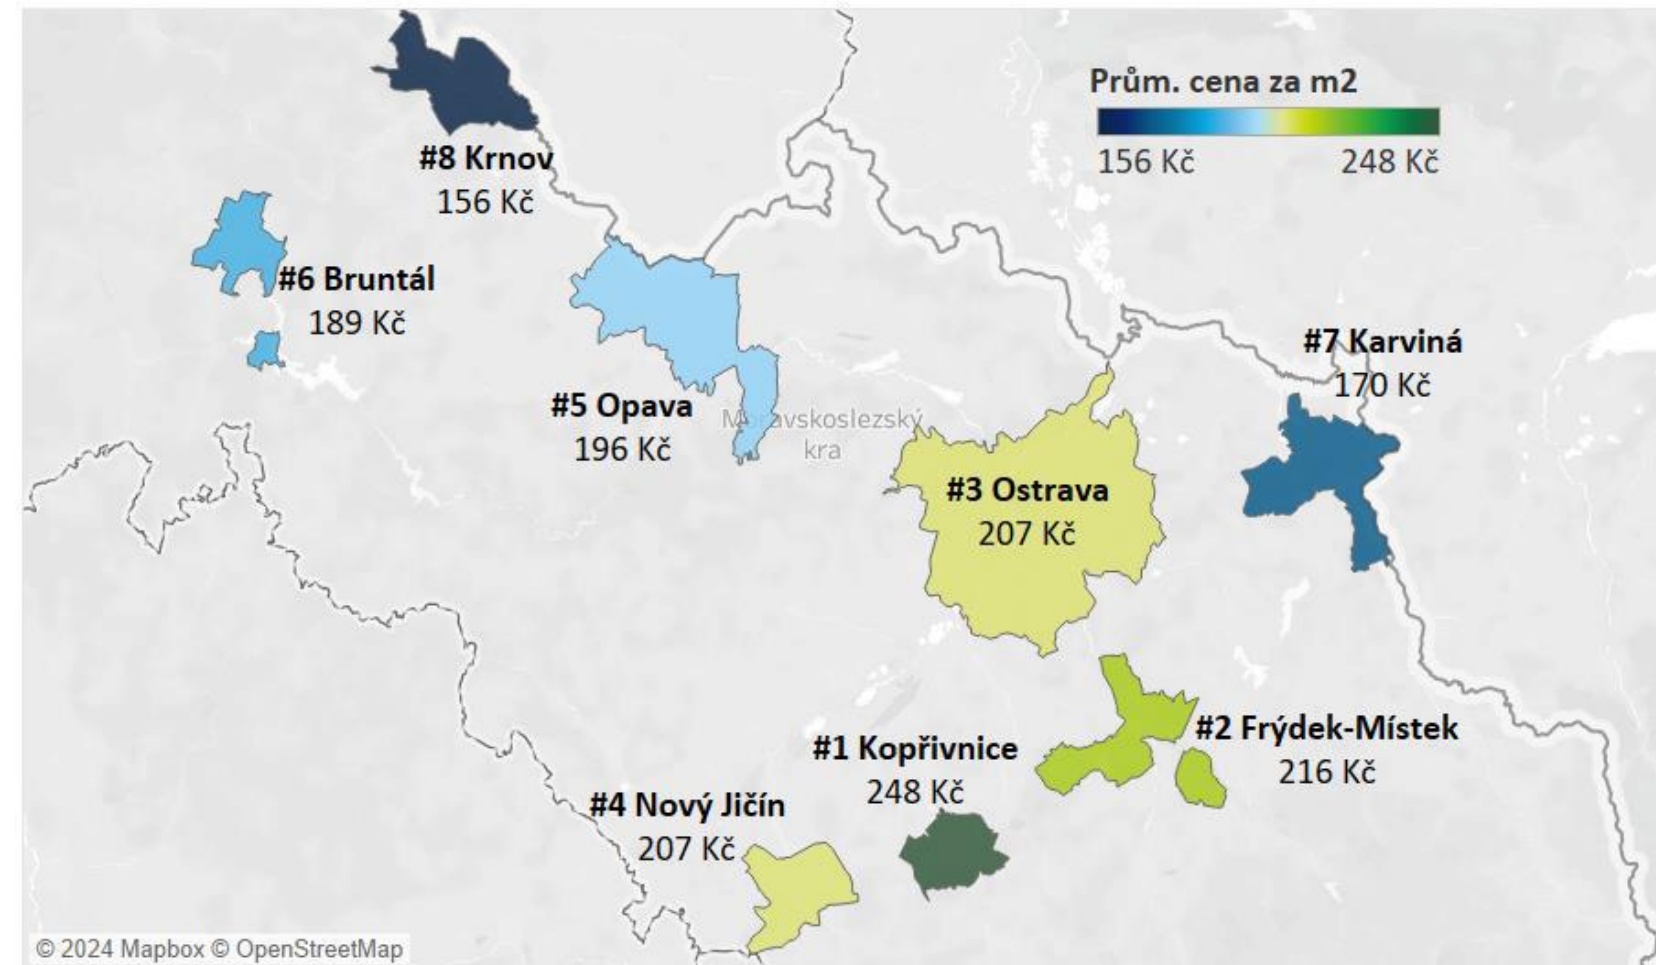 Prům. cena za m2
156 Kč
248 Kč
#8 Krnov
156 Kč
#6 Bruntál
189 Kč
#7 Karviná
170 Kč
#5 Opava
196 Kč
Moravskoslezský
kra
#3 Ostrava
207 Kč
#2 Frýdek-Místek
216 Kč
#1 Kopřivnice
248 Kč
#4 Nový Jičín
207 Kč
© 2024 Mapbox © OpenStreetMap